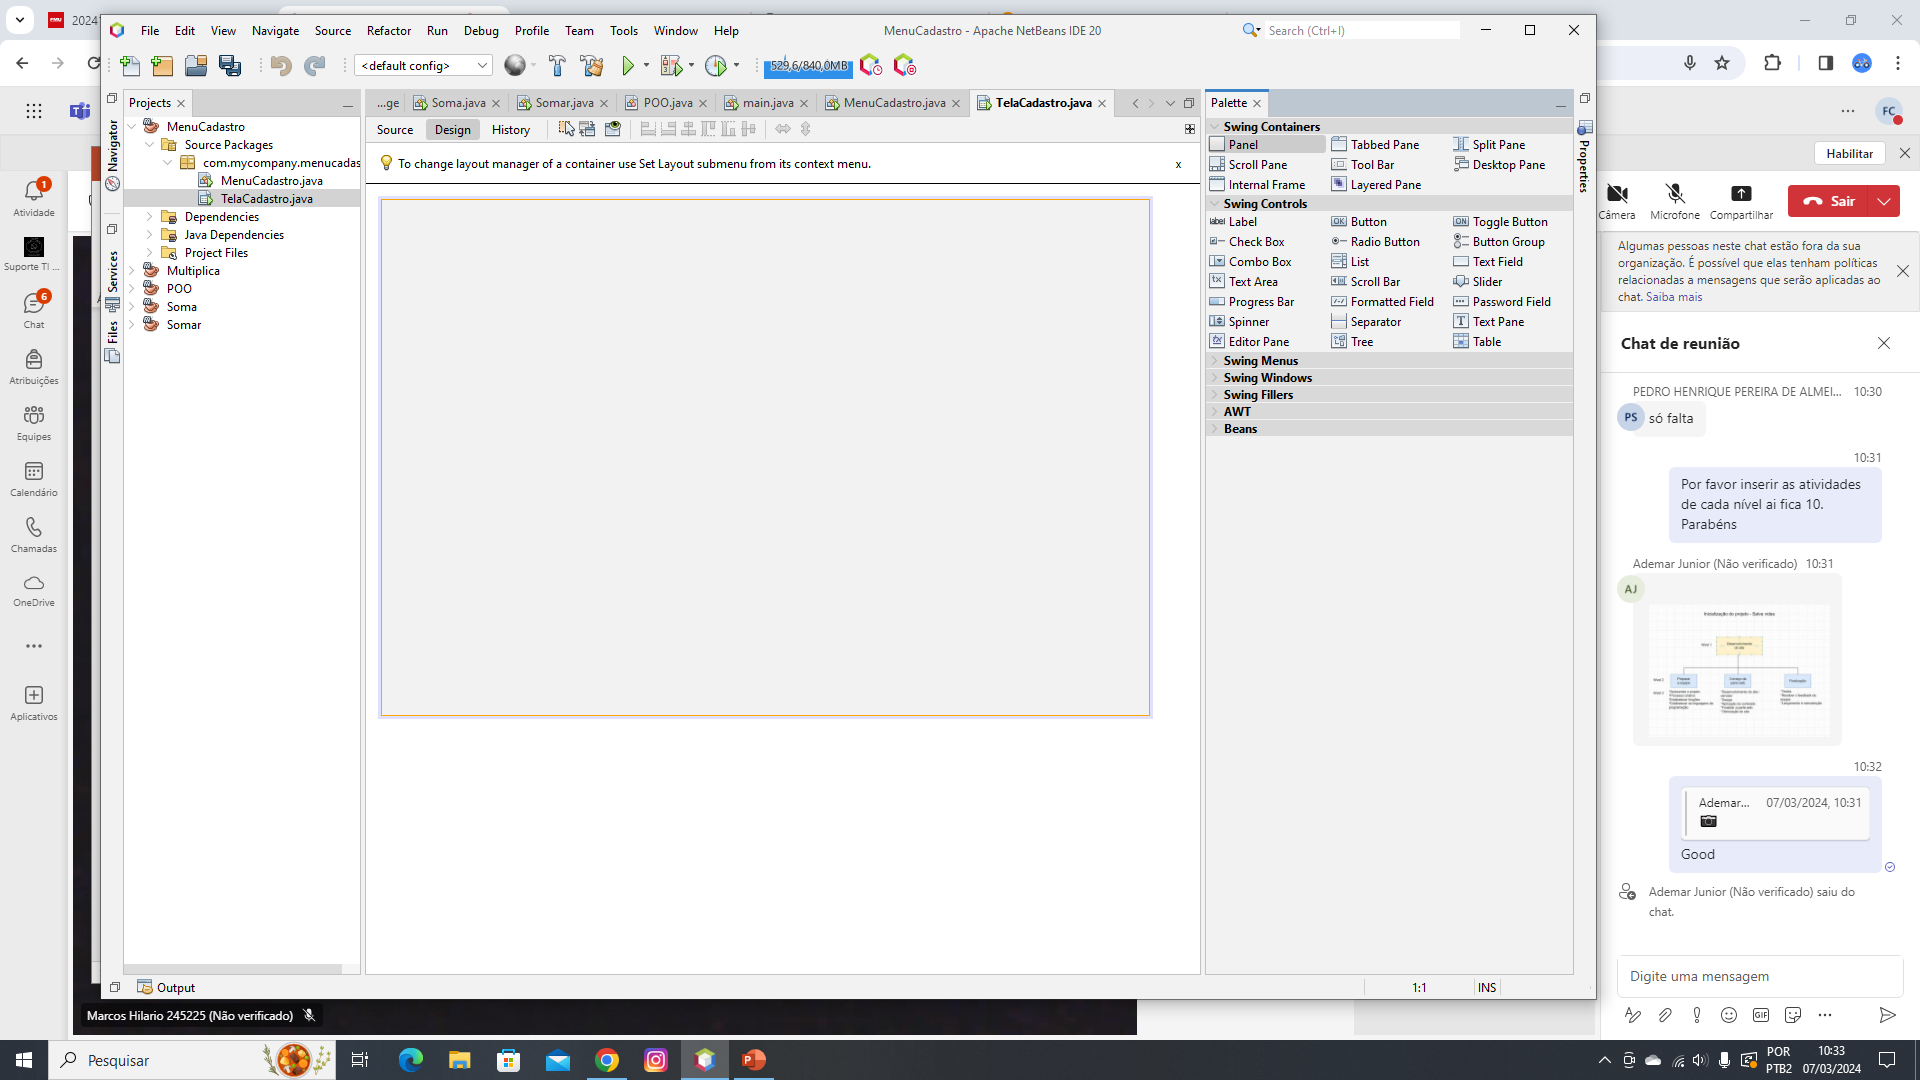 2024
File Edit View Navigate Source Refactor Run Debug Profile Team Tools Window Help
MenuCadastro - Apache NetBeans IDE 20
Search (Ctrl+I)
<default config>
529,6/840,0MB
Projects
...ge
Soma.java
Somar.java
POO.java
main.java
MenuCadastro.java
TelaCadastro.java
Source Design History
To change layout manager of a container use Set Layout submenu from its context menu.
x
Navigator
Services
Files
MenuCadastro
Source Packages
com.mycompany.menucadas
MenuCadastro.java
TelaCadastro.java
Dependencies
Java Dependencies
Project Files
Multiplica
POO
Soma
Somar
Palette
Properties
Swing Containers
Panel Tabbed Pane Split Pane
Scroll Pane Tool Bar Desktop Pane
Internal Frame Layered Pane
Swing Controls
Label Button Toggle Button
Check Box Radio Button Button Group
Combo Box List Text Field
Text Area Scroll Bar Slider
Progress Bar Formatted Field Password Field
Spinner Separator Text Pane
Editor Pane Tree Table
Swing Menus
Swing Windows
Swing Fillers
AWT
Beans
Output
1:1
INS
Atividade
1
Suporte TI ...
Chat
6
Atribuições
Equipes
Calendário
Chamadas
OneDrive
Aplicativos
FC
Habilitar
Câmera Microfone Compartilhar
Sair
Algumas pessoas neste chat estão fora da sua
organização. É possível que elas tenham políticas
relacionadas a mensagens que serão aplicadas ao
chat. Saiba mais
Chat de reunião
PEDRO HENRIQUE PEREIRA DE ALMEI... 10:30
PS
só falta
10:31
Por favor inserir as atividades
de cada nível ai fica 10.
Parabéns
Ademar Junior (Não verificado) 10:31
AJ
Inicialização do projeto - Salva vidas
10:32
Ademar... 07/03/2024, 10:31
Good
Ademar Junior (Não verificado) saiu do
chat.
Digite uma mensagem
GIF
Marcos Hilario 245225 (Não verificado)
Pesquisar
POR
PTB2
10:33
07/03/2024